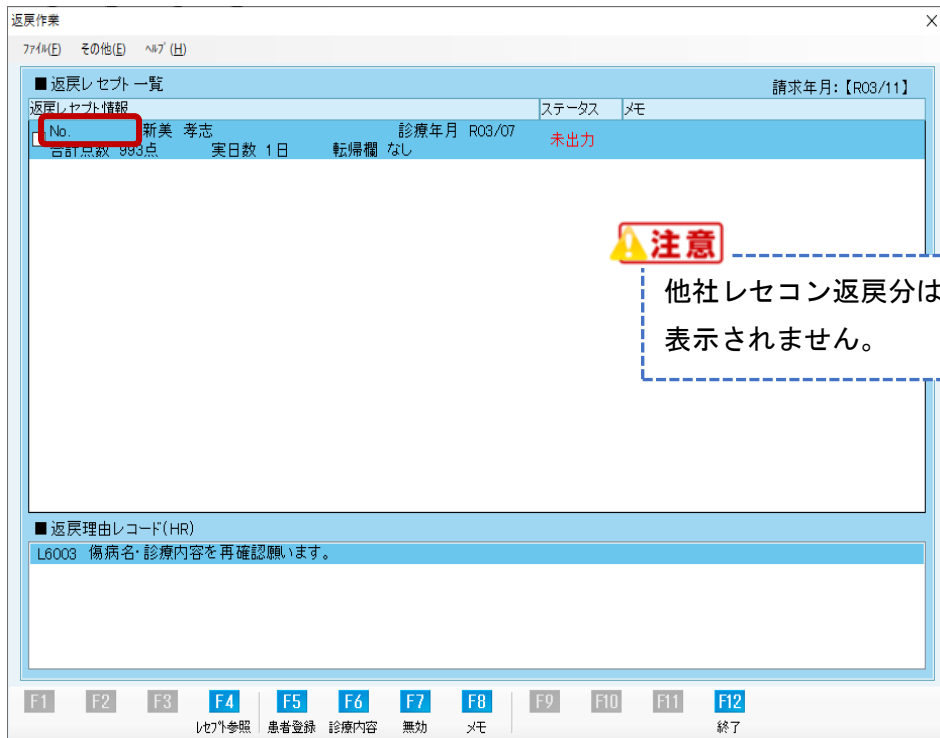 返戻作業
ファイル(F) その他(E) ヘルプ(H)
■返戻レセプト一覧 請求年月:【R03/11】
返戻レセプト情報 ステータス メモ
No. 新美 孝志 診療年月 R03/07
合計点数 993点 実日数 1日 転帰欄 なし 未出力
注意
他社レセコン返戻分は
表示されません。
■返戻理由レコード(HR)
L6003 傷病名・診療内容を再確認願います。
F1 F2 F3 F4 F5 F6 F7 F8 F9 F10 F11 F12
レセプト参照 患者登録 診療内容 無効 メモ 終了